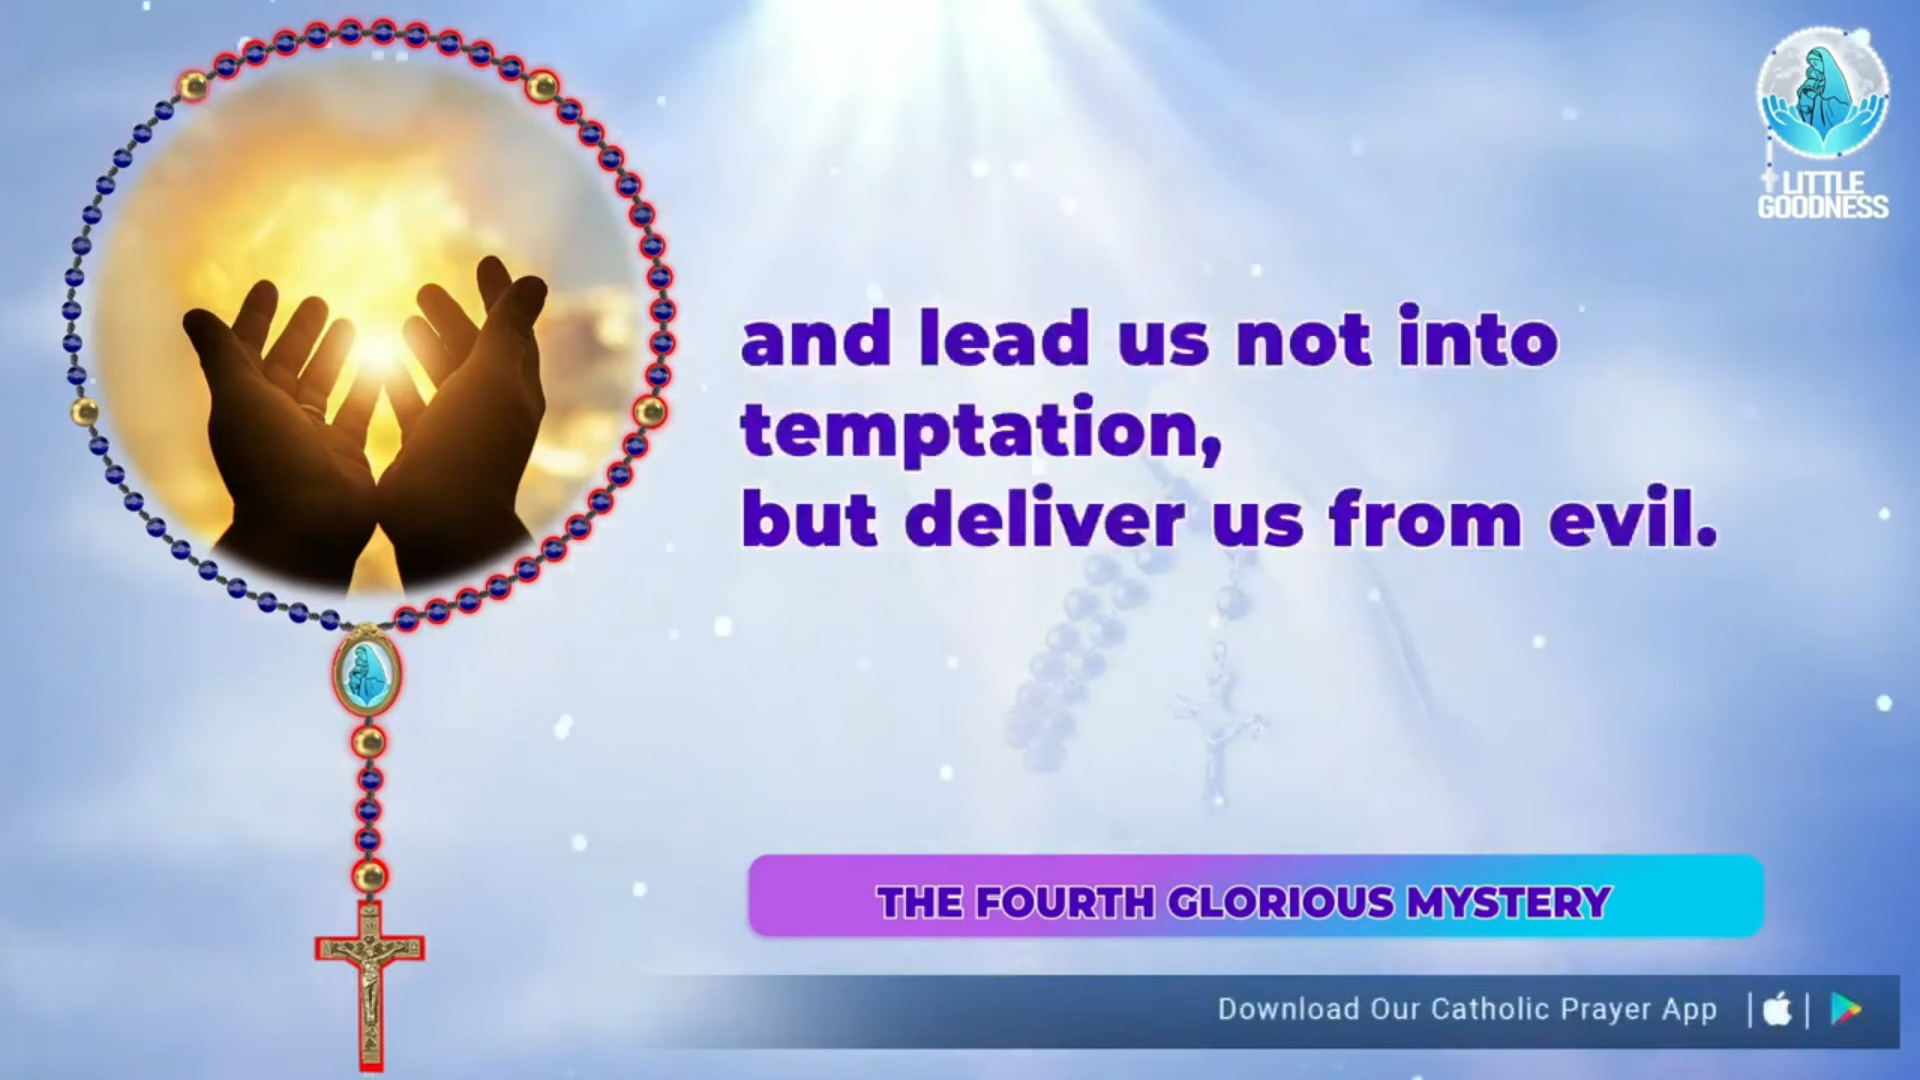 LITTLE
GOODNESS
and lead us not into
temptation,
but deliver us from evil.
THE FOURTH GLORIOUS MYSTERY
Download Our Catholic Prayer App